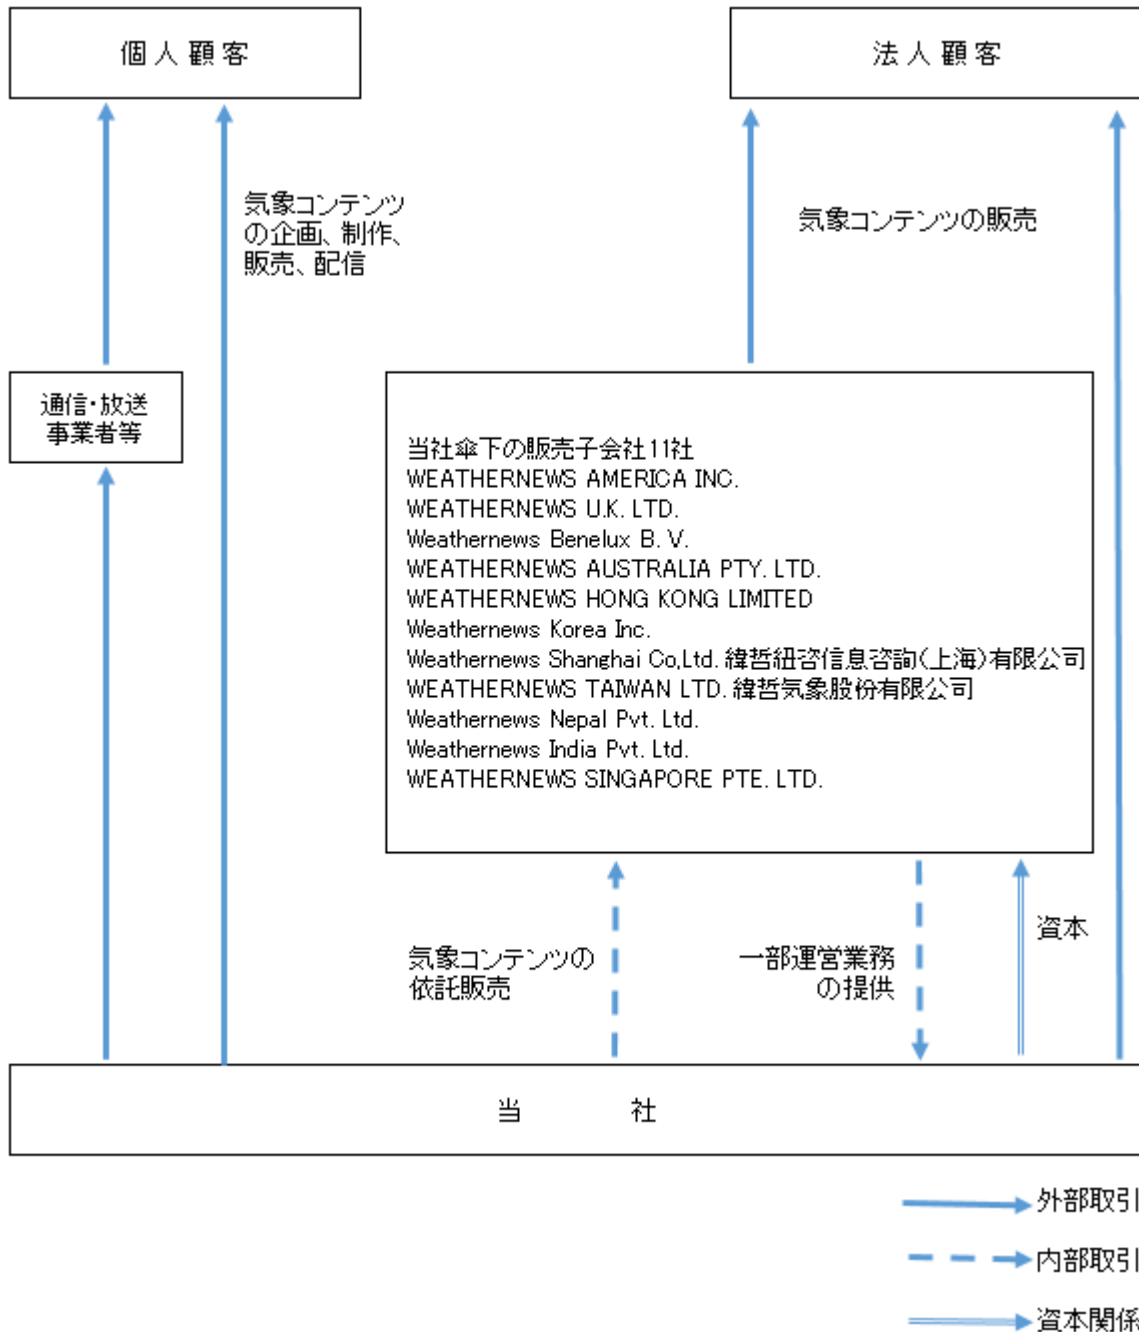 個人顧客
法人顧客
気象コンテンツ
の企画、制作、
販売、配信
気象コンテンツの販売
通信・放送
事業者等
当社傘下の販売子会社11社
WEATHERNEWS AMERICA INC.
WEATHERNEWS U.K. LTD.
Weathernews Benelux B. V.
WEATHERNEWS AUSTRALIA PTY. LTD.
WEATHERNEWS HONG KONG LIMITED
Weathernews Korea Inc.
Weathernews Shanghai Co,Ltd. 緯哲紐咨信息咨詢(上海)有限公司
WEATHERNEWS TAIWAN LTD. 緯哲気象股份有限公司
Weathernews Nepal Pvt. Ltd.
Weathernews India Pvt. Ltd.
WEATHERNEWS SINGAPORE PTE. LTD.
気象コンテンツの
依託販売
一部運営業務
の提供
資本
当社
外部取引
内部取引
資本関係